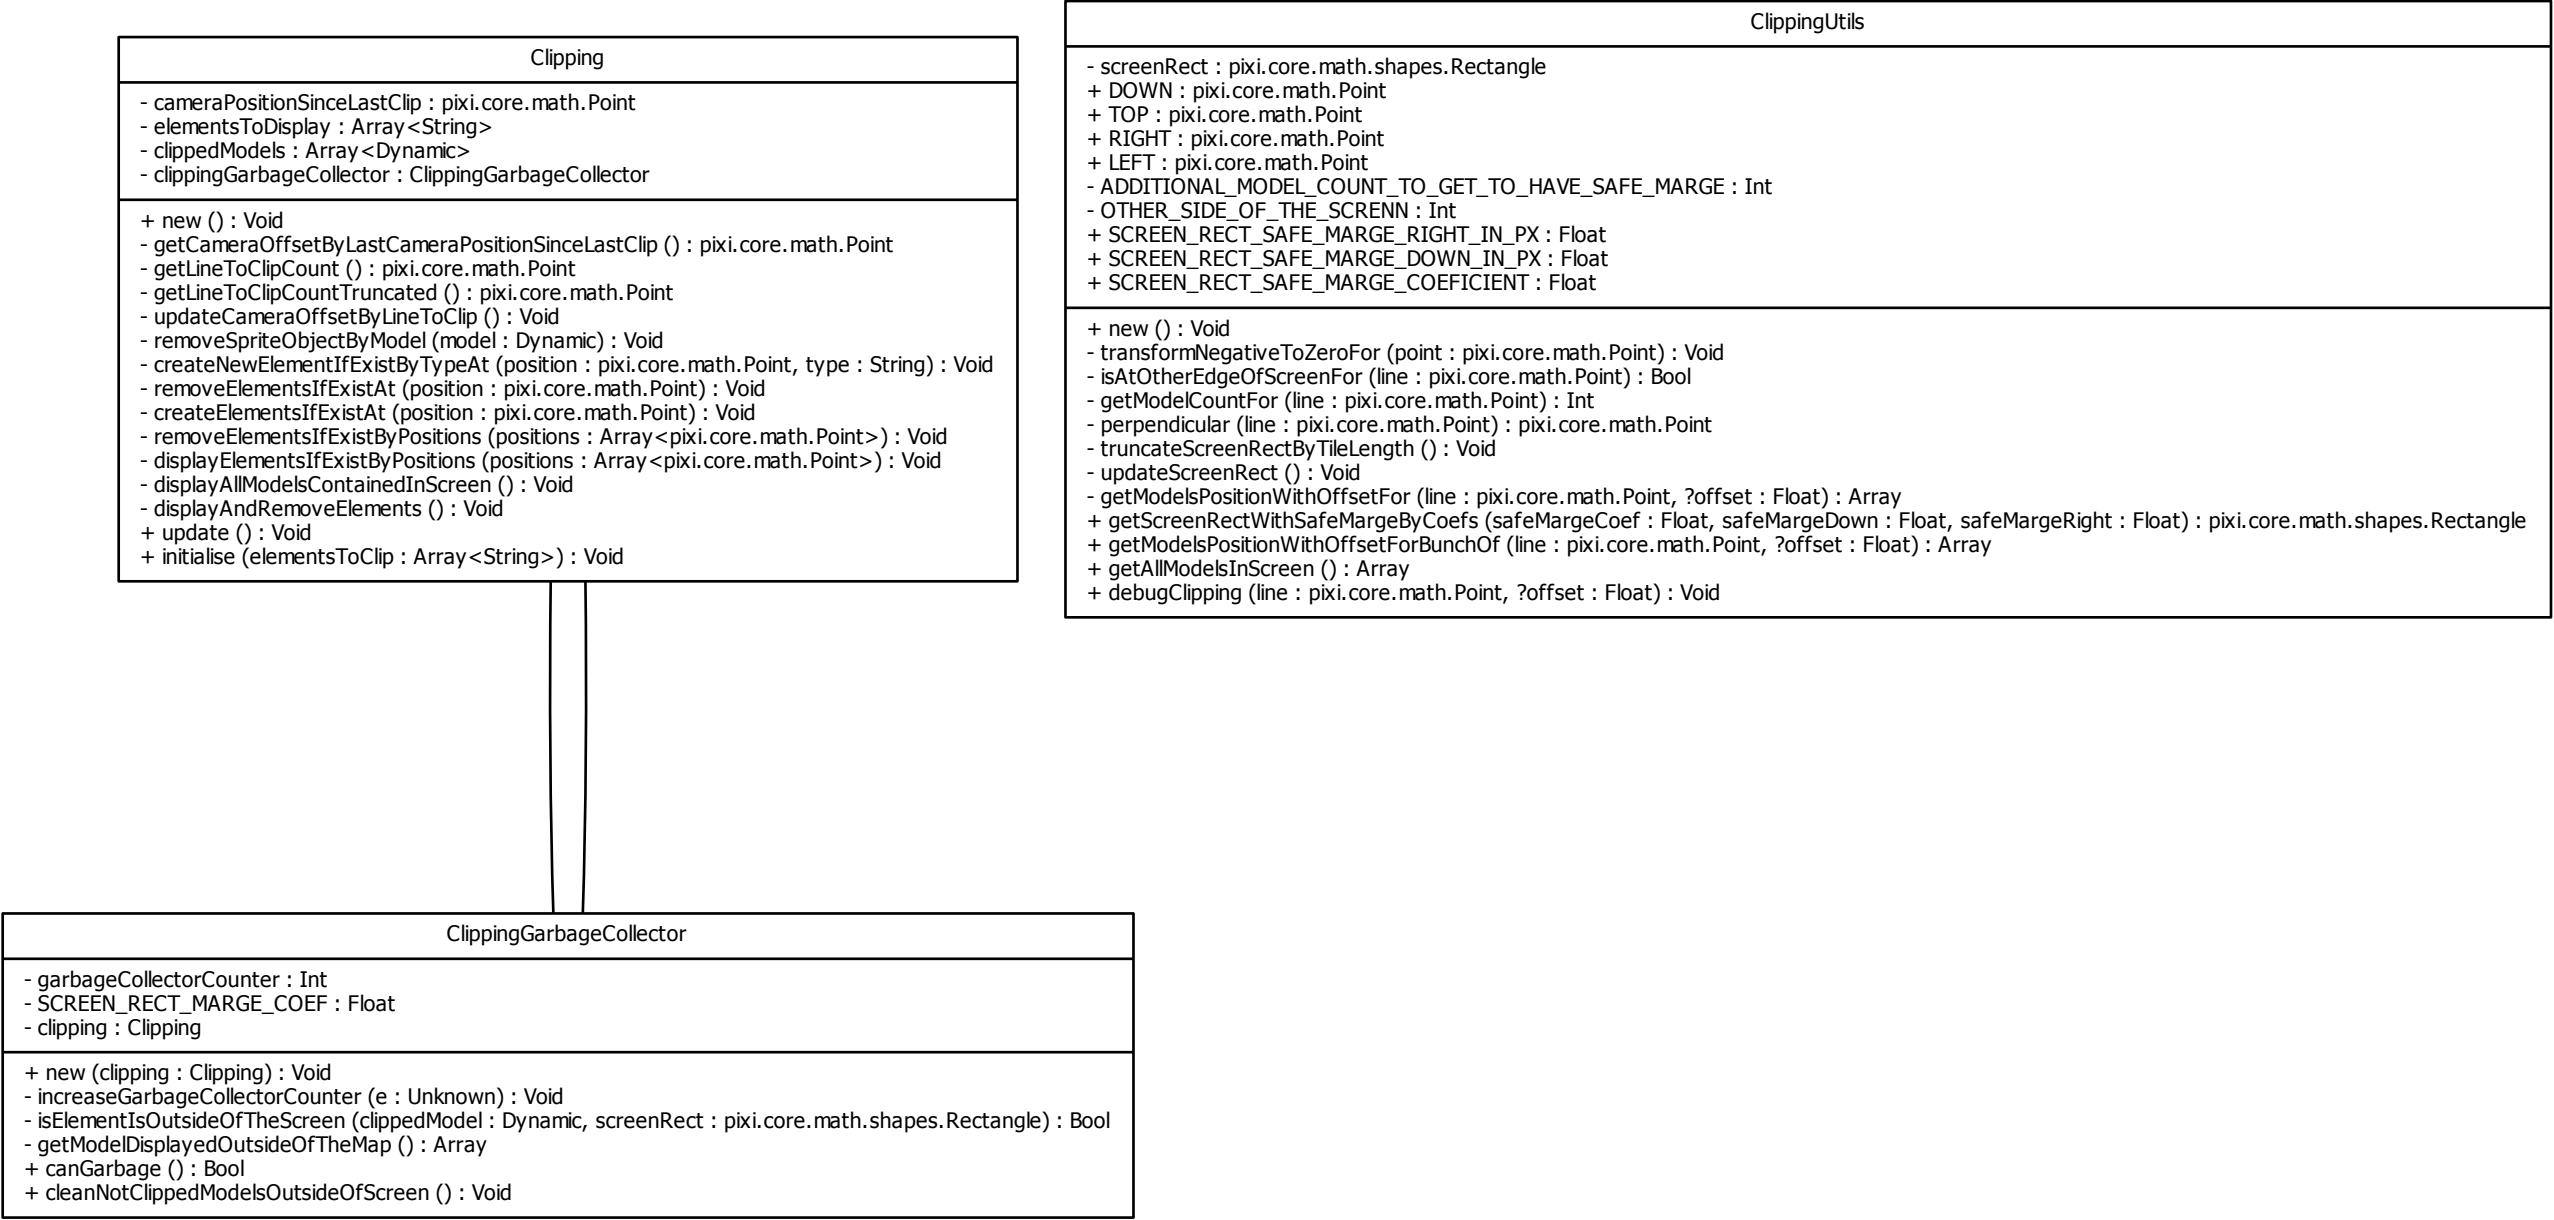 Clipping
- cameraPositionSinceLastClip : pixi.core.math.Point
- elementsToDisplay : Array<String>
- clippedModels : Array<Dynamic>
- clippingGarbageCollector : ClippingGarbageCollector
+ new () : Void
- getCameraOffsetByLastCameraPositionSinceLastClip () : pixi.core.math.Point
- getLineToClipCount () : pixi.core.math.Point
- getLineToClipCountTruncated () : pixi.core.math.Point
- updateCameraOffsetByLineToClip () : Void
- removeSpriteObjectByModel (model : Dynamic) : Void
- createNewElementIfExistByTypeAt (position : pixi.core.math.Point, type : String) : Void
- removeElementsIfExistAt (position : pixi.core.math.Point) : Void
- createElementsIfExistAt (position : pixi.core.math.Point) : Void
- removeElementsIfExistByPositions (positions : Array<pixi.core.math.Point>) : Void
- displayElementsIfExistByPositions (positions : Array<pixi.core.math.Point>) : Void
- displayAllModelsContainedInScreen () : Void
- displayAndRemoveElements () : Void
+ update () : Void
+ initialise (elementsToClip : Array<String>) : Void
ClippingUtils
- screenRect : pixi.core.math.shapes.Rectangle
+ DOWN : pixi.core.math.Point
+ TOP : pixi.core.math.Point
+ RIGHT : pixi.core.math.Point
+ LEFT : pixi.core.math.Point
- ADDITIONAL_MODEL_COUNT_TO_GET_TO_HAVE_SAFE_MARGE : Int
- OTHER_SIDE_OF_THE_SCRENN : Int
+ SCREEN_RECT_SAFE_MARGE_RIGHT_IN_PX : Float
+ SCREEN_RECT_SAFE_MARGE_DOWN_IN_PX : Float
+ SCREEN_RECT_SAFE_MARGE_COEFICIENT : Float
+ new () : Void
- transformNegativeToZeroFor (point : pixi.core.math.Point) : Void
- isAtOtherEdgeOfScreenFor (line : pixi.core.math.Point) : Bool
- getModelCountFor (line : pixi.core.math.Point) : Int
- perpendicular (line : pixi.core.math.Point) : pixi.core.math.Point
- truncateScreenRectByTileLength () : Void
- updateScreenRect () : Void
- getModelsPositionWithOffsetFor (line : pixi.core.math.Point, ?offset : Float) : Array
+ getScreenRectWithSafeMargeByCoefs (safeMargeCoef : Float, safeMargeDown : Float, safeMargeRight : Float) : pixi.core.math.shapes.Rectangle
+ getModelsPositionWithOffsetForBunchOf (line : pixi.core.math.Point, ?offset : Float) : Array
+ getAllModelsInScreen () : Array
+ debugClipping (line : pixi.core.math.Point, ?offset : Float) : Void
ClippingGarbageCollector
- garbageCollectorCounter : Int
- SCREEN_RECT_MARGE_COEF : Float
- clipping : Clipping
+ new (clipping : Clipping) : Void
- increaseGarbageCollectorCounter (e : Unknown) : Void
- isElementIsOutsideOfTheScreen (clippedModel : Dynamic, screenRect : pixi.core.math.shapes.Rectangle) : Bool
- getModelDisplayedOutsideOfTheMap () : Array
+ canGarbage () : Bool
+ cleanNotClippedModelsOutsideOfScreen () : Void